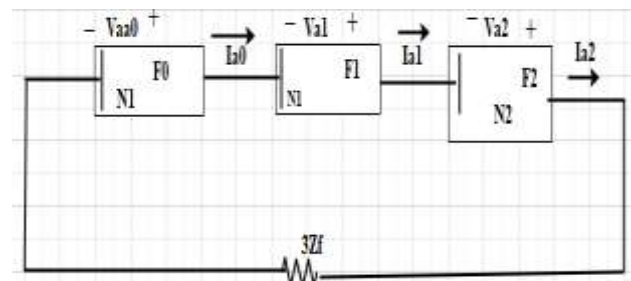 − Vaa0 + − Va1 + − Va2 +
Ia0 Ia1 Ia2
F0 F1 F2
N1 N1 N2
3Zf